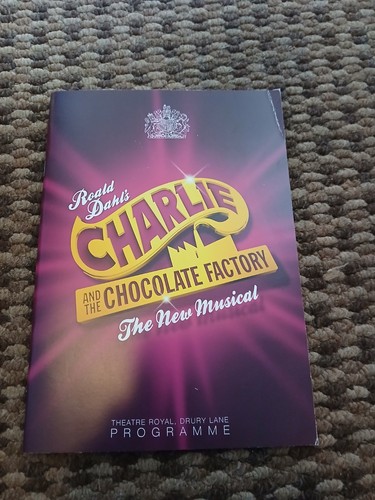 Roald
Dahl's
CHARLIE
AND THE CHOCOLATE FACTORY
The New Musical
THEATRE ROYAL, DRURY LANE
PROGRAMME